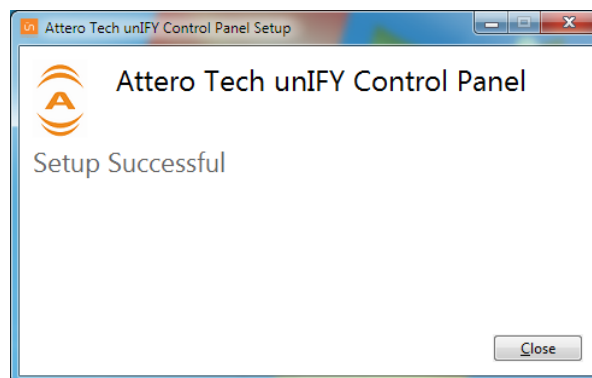 Attero Tech unIFY Control Panel Setup
Attero Tech unIFY Control Panel
A
Setup Successful
Close